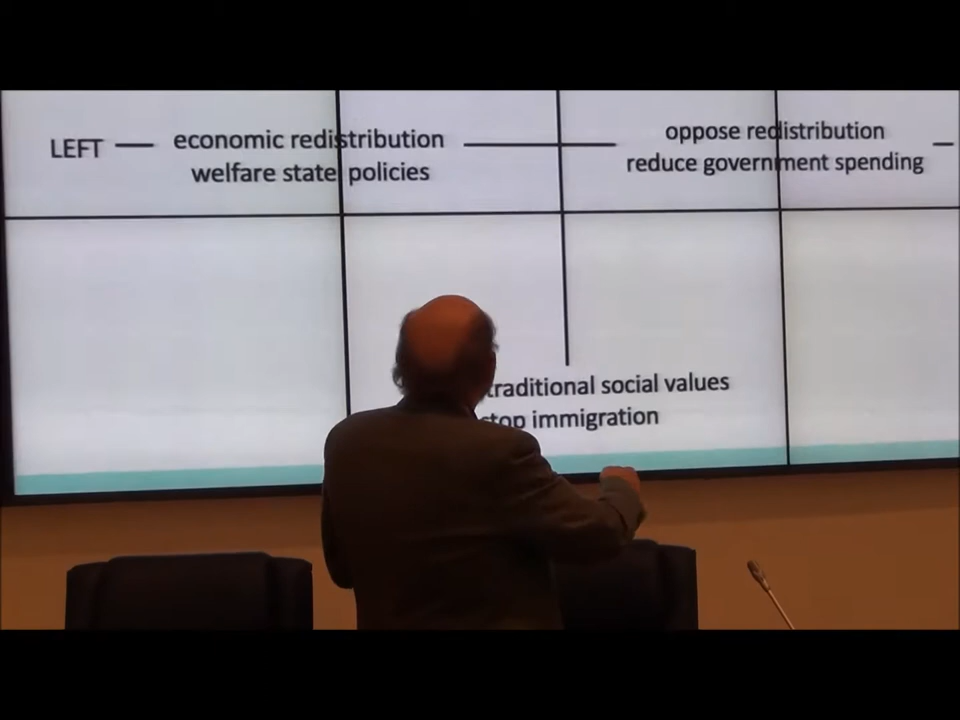 LEFT — economic redistribution
welfare state policies
oppose redistribution —
reduce government spending
traditional social values
stop immigration